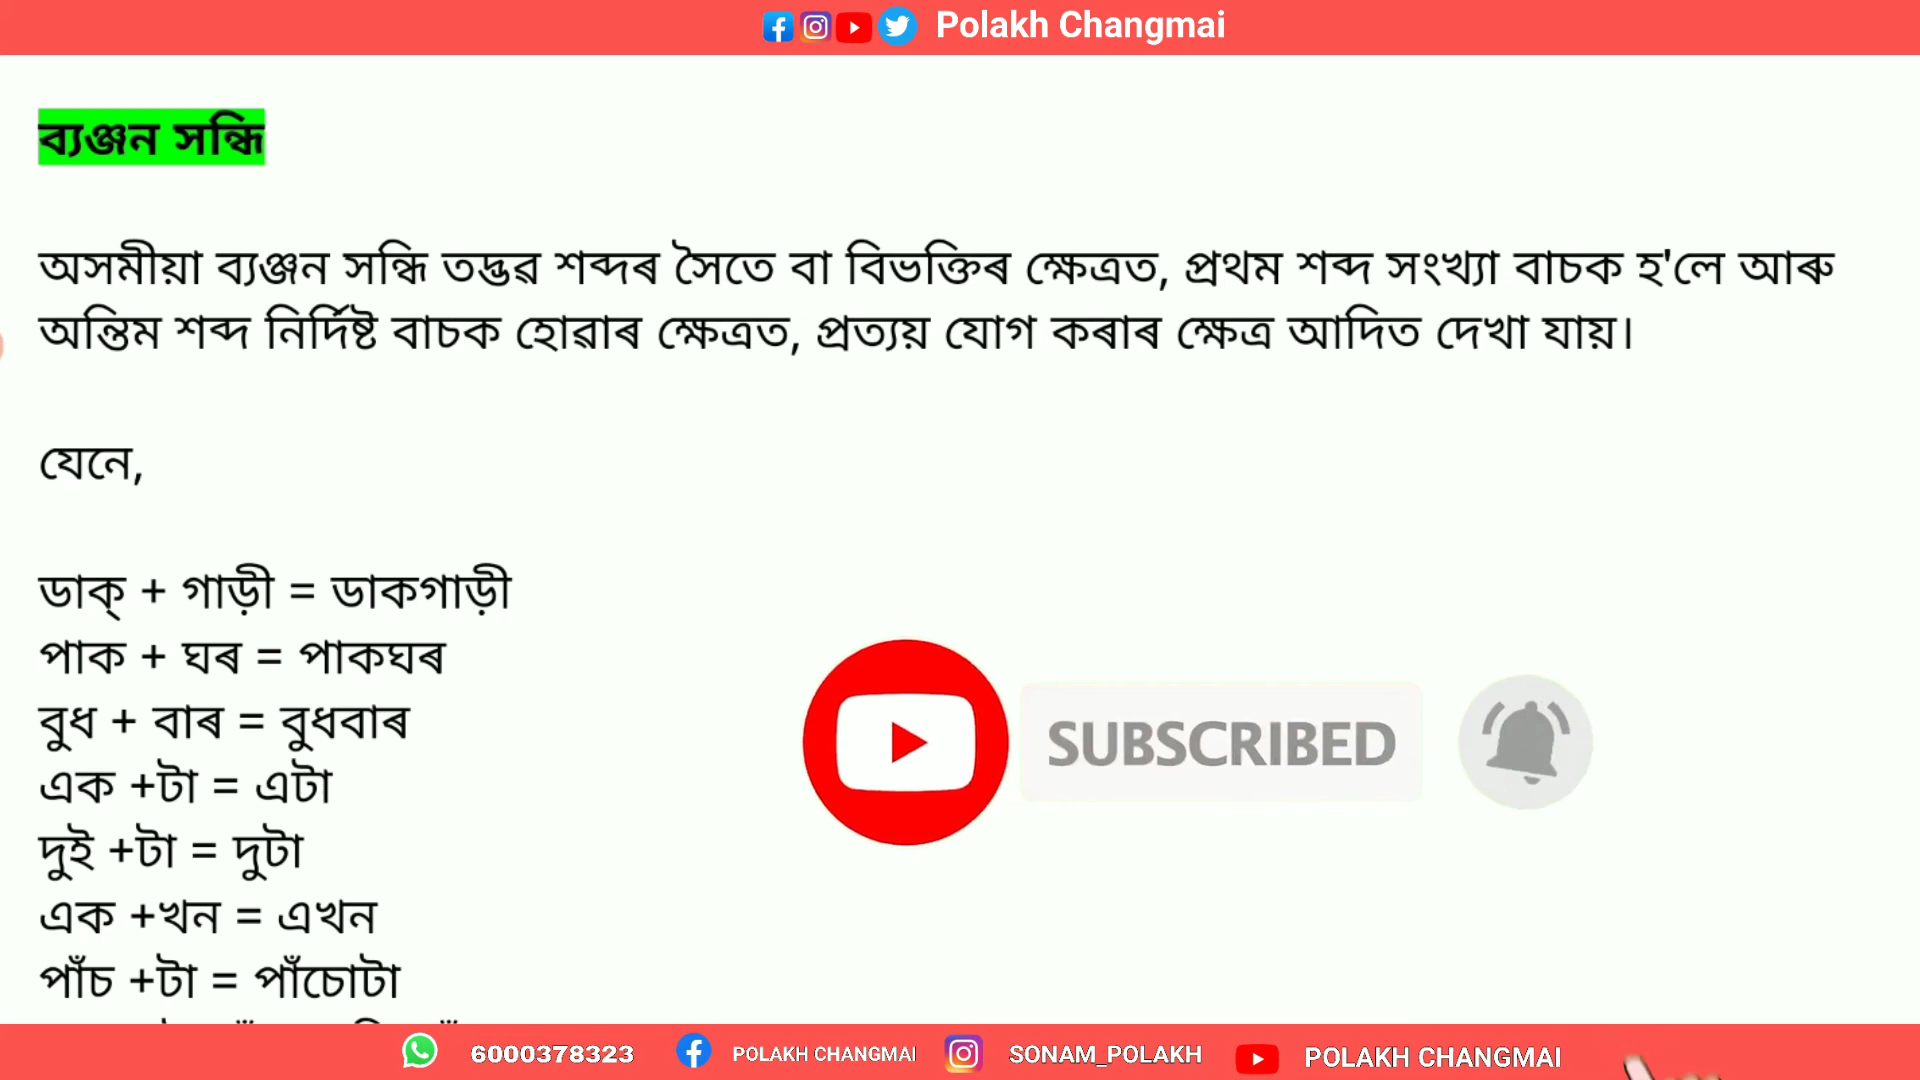 Polakh Changmai
ব্যঞ্জন সন্ধি
অসমীয়া ব্যঞ্জন সন্ধি তদ্ভৱ শব্দৰ সৈতে বা বিভক্তিৰ ক্ষেত্ৰত, প্ৰথম শব্দ সংখ্যা বাচক হ'লে আৰু
অন্তিম শব্দ নিৰ্দিষ্ট বাচক হোৱাৰ ক্ষেত্ৰত, প্ৰত্যয় যোগ কৰাৰ ক্ষেত্ৰ আদিত দেখা যায়।
যেনে,
ডাক্ + গাড়ী = ডাকগাড়ী
পাক + ঘৰ = পাকঘৰ
বুধ + বাৰ = বুধবাৰ
এক +টা = এটা
দুই +টা = দুটা
এক +খন = এখন
পাঁচ +টা = পাঁচোটা
SUBSCRIBED
6000378323 POLAKH CHANGMAI SONAM_POLAKH POLAKH CHANGMAI